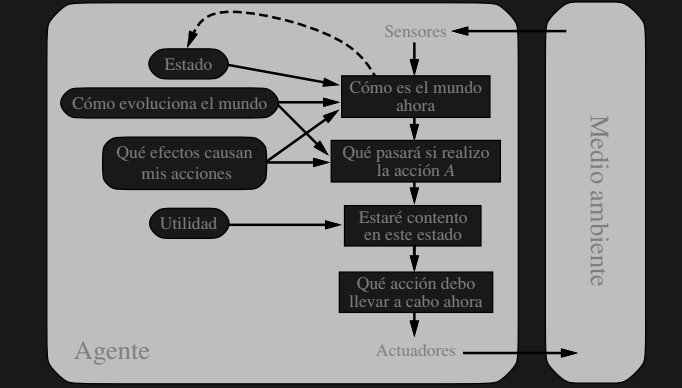 Sensores
Estado
Cómo es el mundo
ahora
Cómo evoluciona el mundo
Qué efectos causan
mis acciones
Qué pasará si realizo
la acción A
Utilidad
Estaré contento
en este estado
Qué acción debo
llevar a cabo ahora
Agente
Actuadores
Medio ambiente